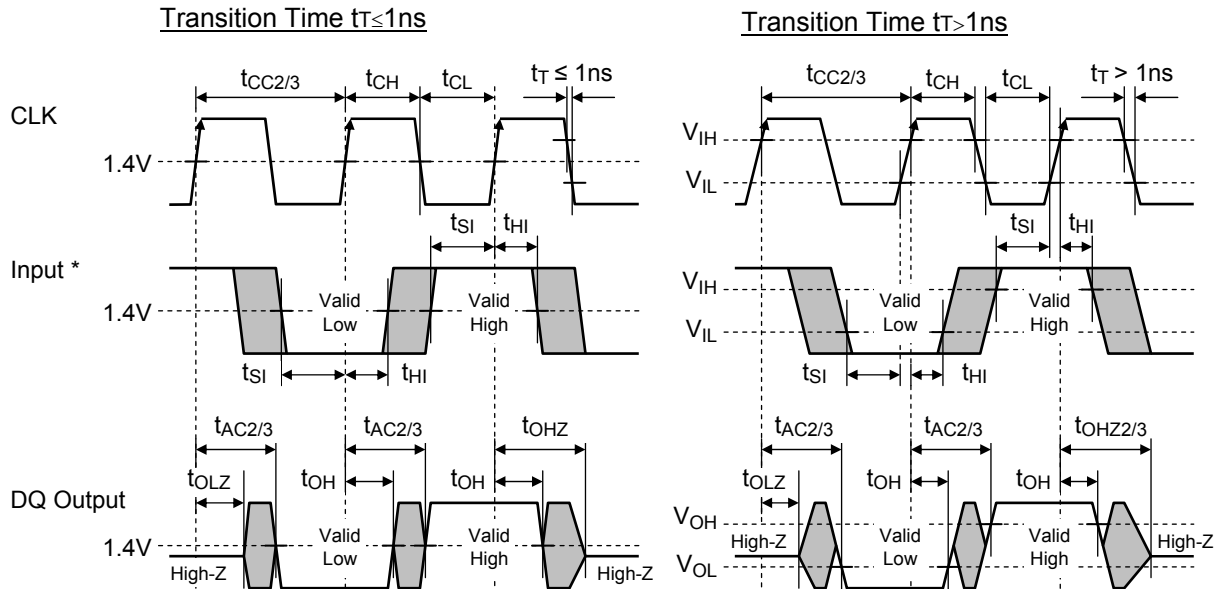 Transition Time tT≤1ns
tCC2/3
tCH
tCL
tT ≤ 1ns
CLK
1.4V
tSI
tHI
Input *
1.4V
Valid
Low
Valid
High
tSI
tHI
tAC2/3
tAC2/3
tOHZ
tOLZ
tOH
tOH
DQ Output
1.4V
High-Z
Valid
Low
Valid
High
High-Z
Transition Time tT>1ns
tCC2/3
tCH
tCL
tT > 1ns
VIH
VIL
tSI
tHI
VIH
VIL
Valid
Low
Valid
High
tSI
tHI
tAC2/3
tAC2/3
tOHZ2/3
tOLZ
tOH
tOH
VOH
High-Z
VOL
Valid
Low
Valid
High
High-Z